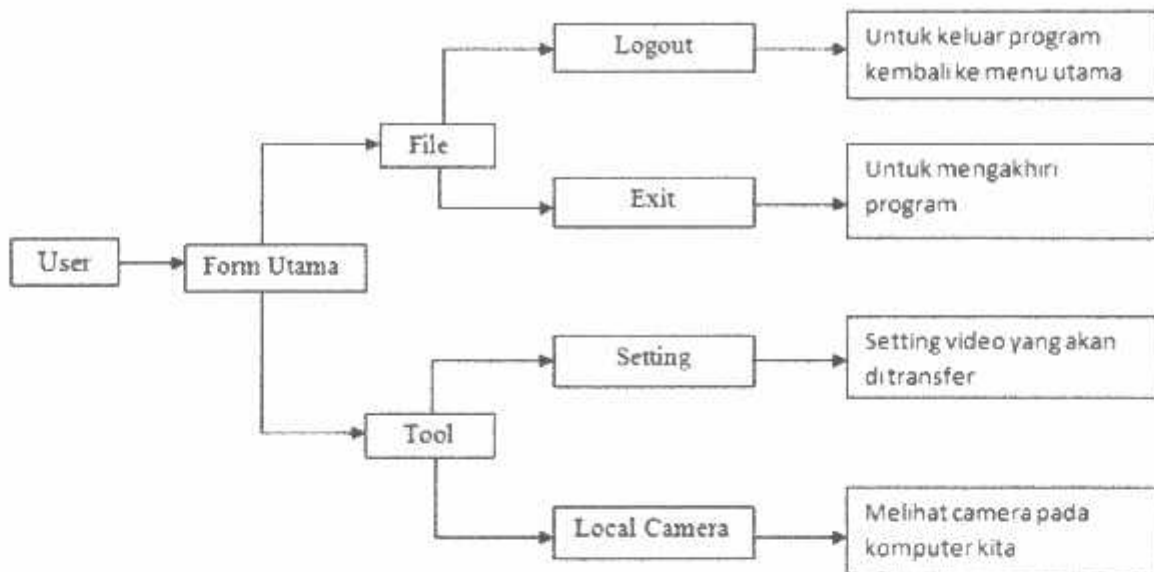 Logout
Untuk keluar program
kembali ke menu utama
File
Exit
Untuk mengakhiri
program
User
Form Utama
Setting
Setting video yang akan
di transfer
Tool
Local Camera
Melihat camera pada
komputer kita